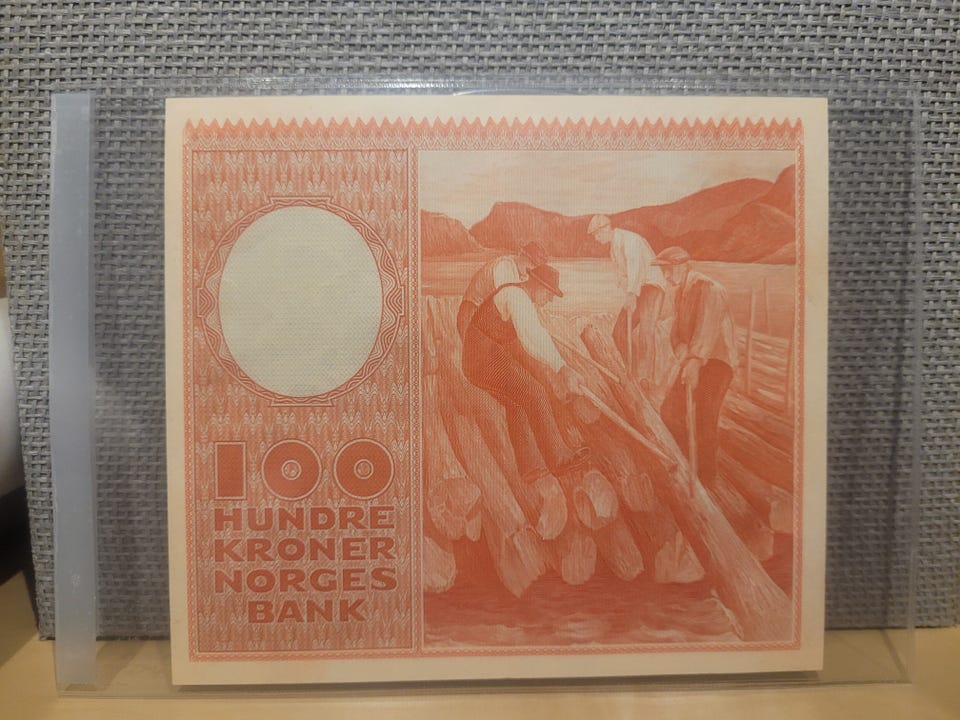 100
HUNDRE
KRONER
NORGES
BANK